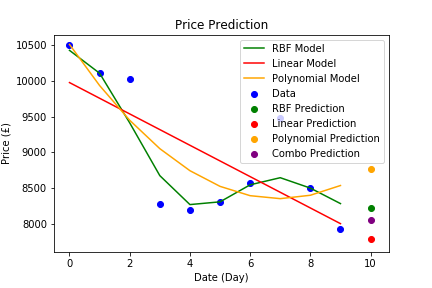 Price Prediction
Price (£)
10500
10000
9500
9000
8500
8000
RBF Model
Linear Model
Polynomial Model
Data
RBF Prediction
Linear Prediction
Polynomial Prediction
Combo Prediction
0 2 4 6 8 10
Date (Day)